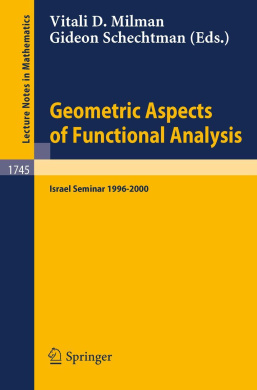 Vitali D. Milman
Gideon Schechtman (Eds.)
Lecture Notes in Mathematics
Geometric Aspects
of Functional Analysis
1745
Israel Seminar 1996-2000
Springer